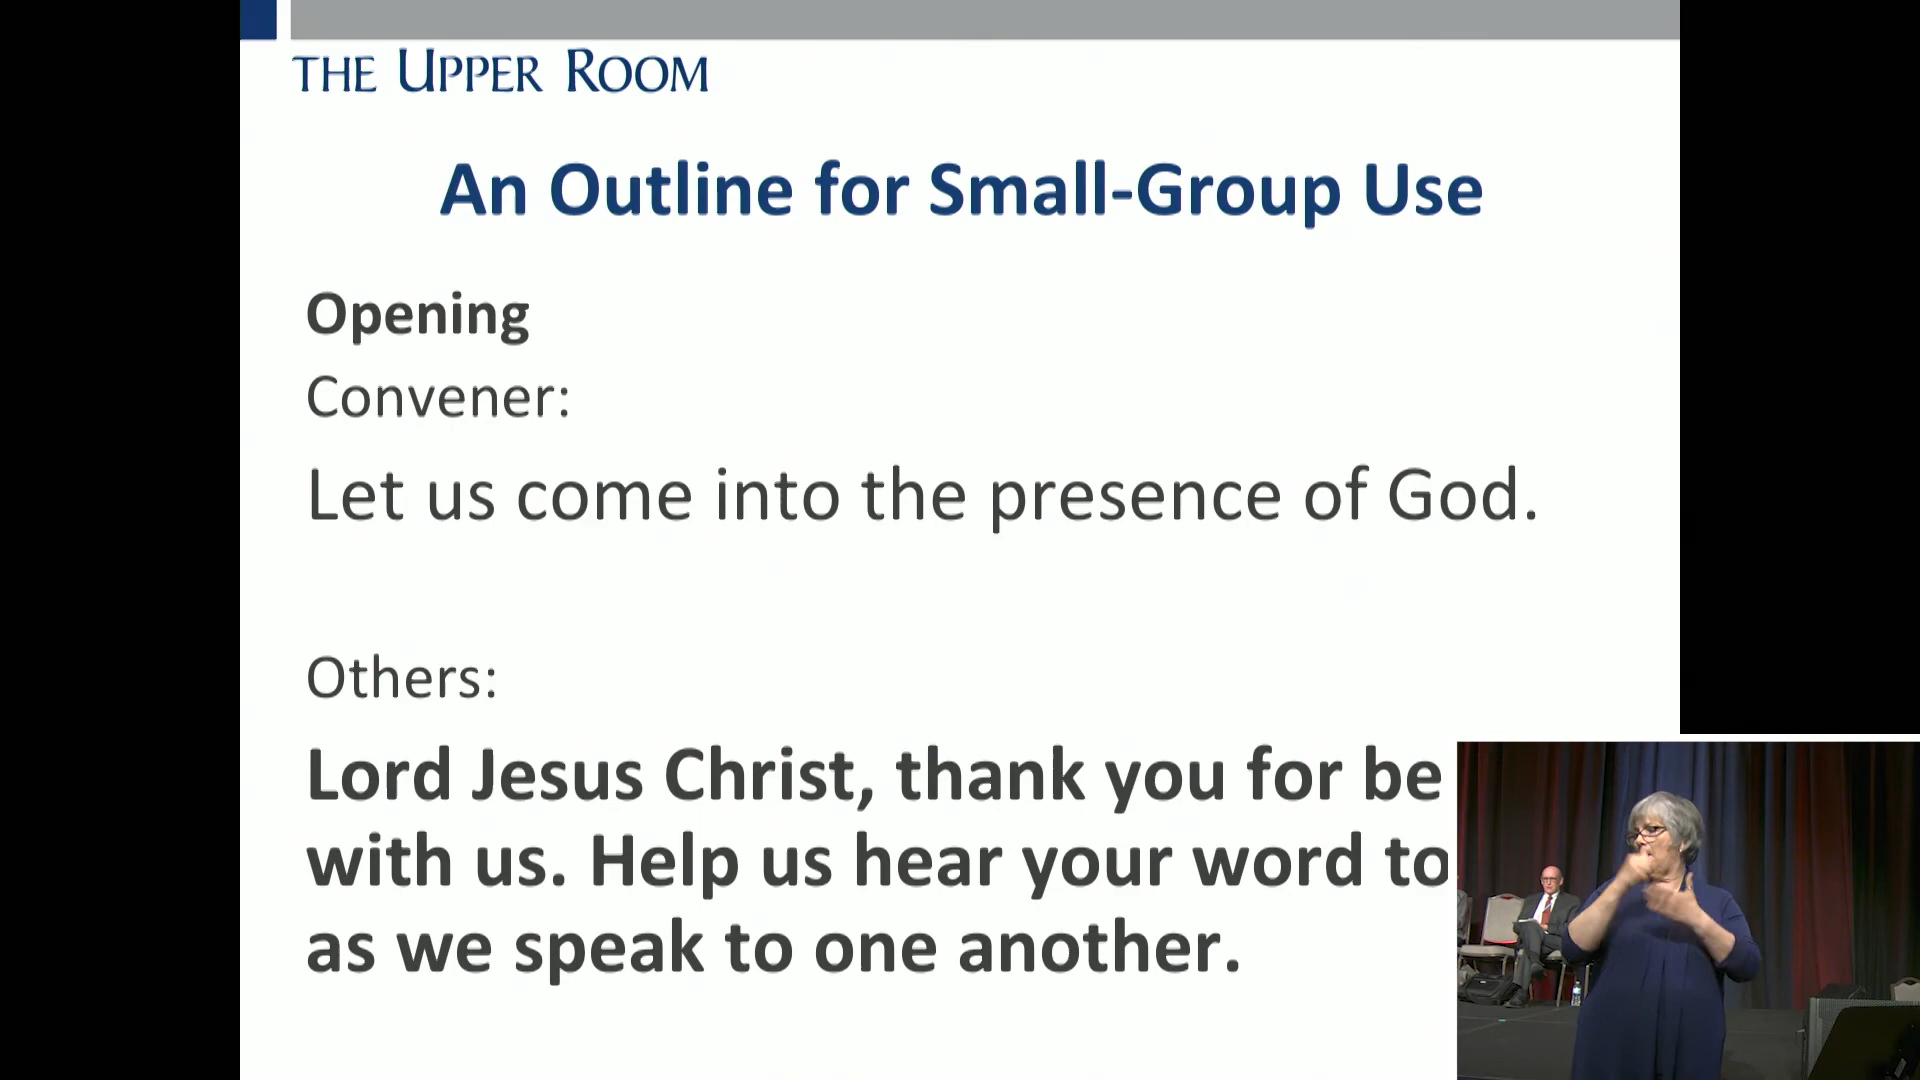 THE UPPER ROOM
An Outline for Small-Group Use
Opening
Convener:
Let us come into the presence of God.
Others:
Lord Jesus Christ, thank you for be
with us. Help us hear your word to
as we speak to one another.